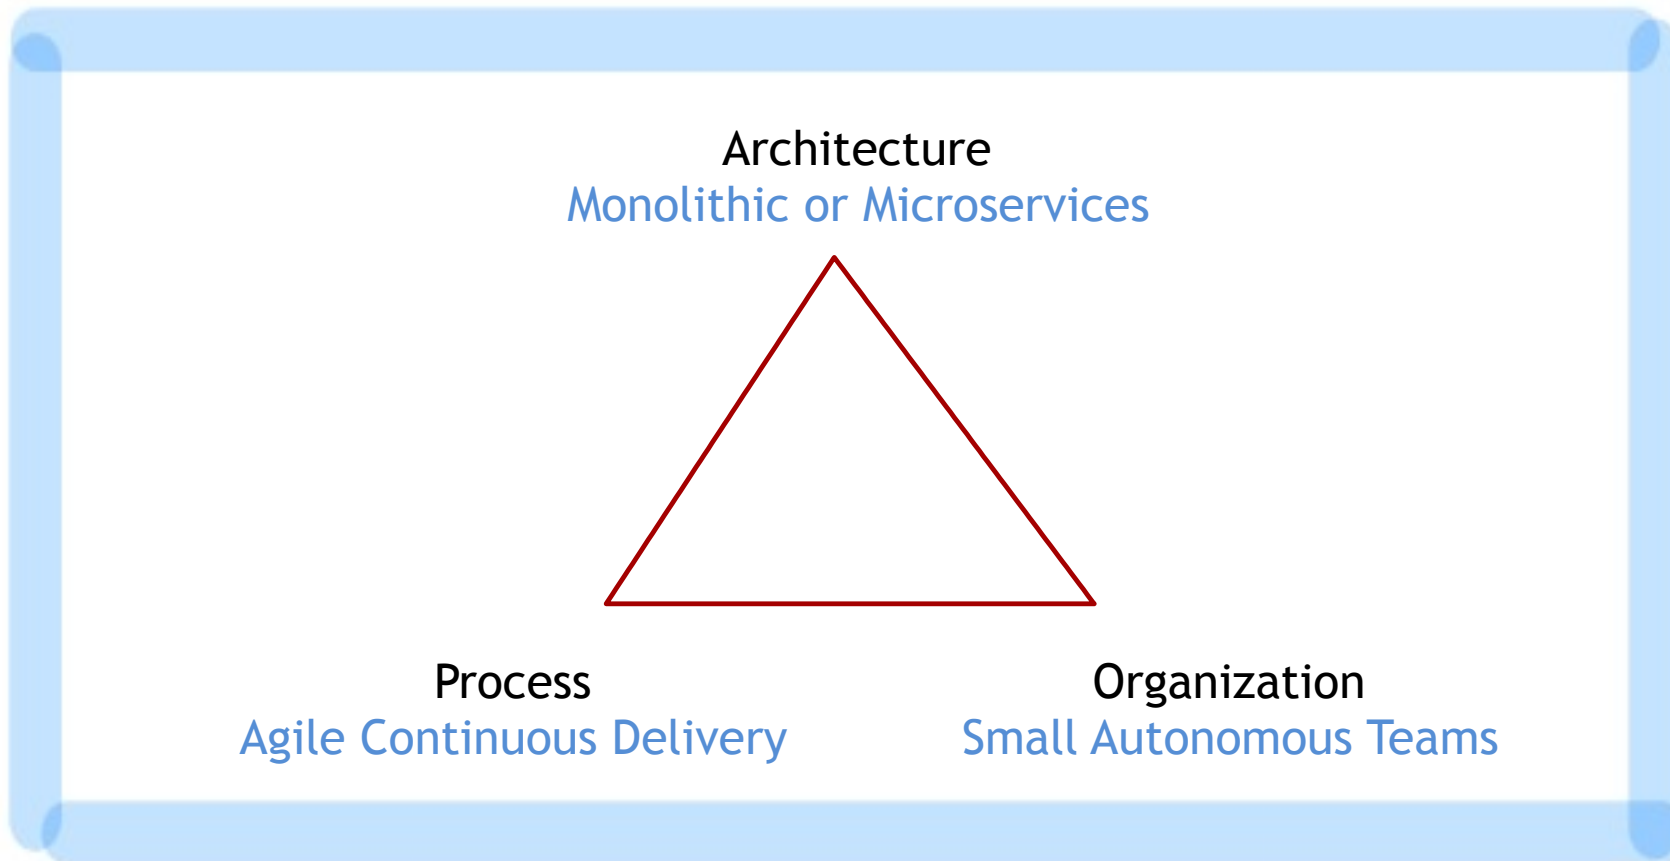 Architecture
Monolithic or Microservices
Process
Agile Continuous Delivery
Organization
Small Autonomous Teams